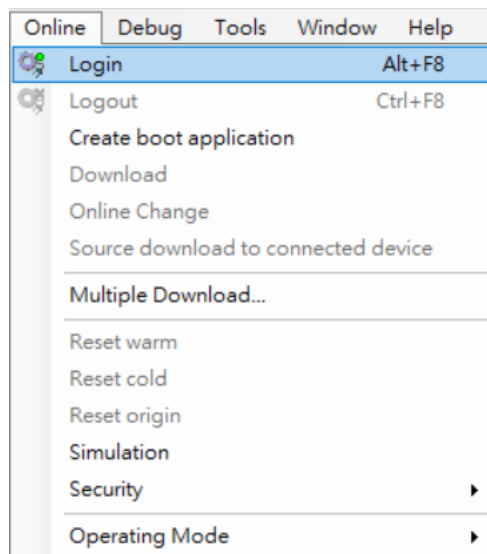 Online Debug Tools Window Help
Login Alt+F8
Logout Ctrl+F8
Create boot application
Download
Online Change
Source download to connected device
Multiple Download...
Reset warm
Reset cold
Reset origin
Simulation
Security
Operating Mode